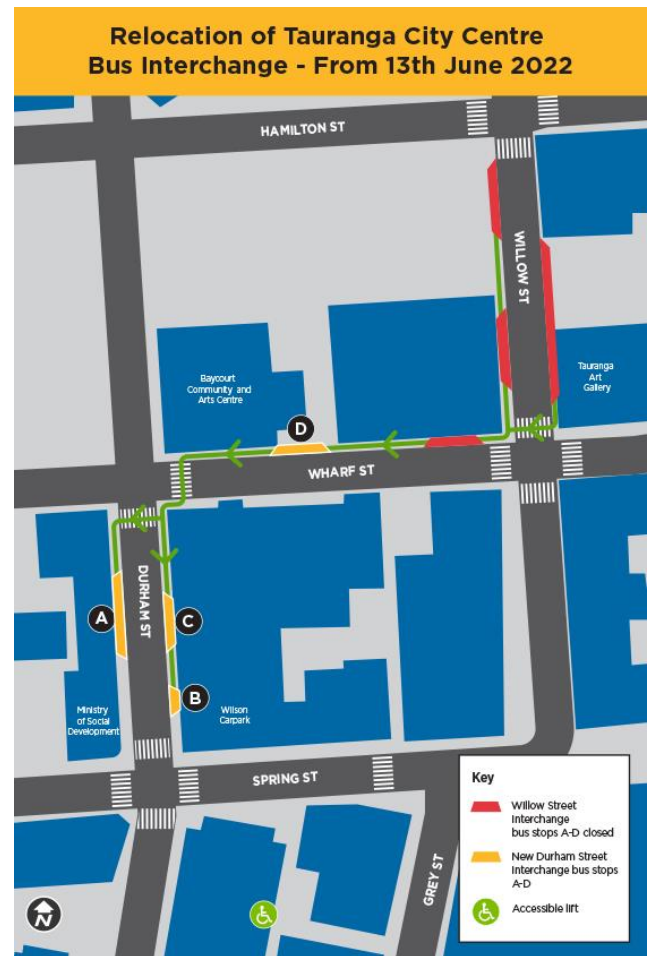 Relocation of Tauranga City Centre
Bus Interchange - From 13th June 2022
HAMILTON ST
WILLOW ST
Baycourt
Community and
Arts Centre
Tauranga
Art
Gallery
D
WHARF ST
DURHAM ST
A
C
B
Ministry
of Social
Development
Wilson
Carpark
SPRING ST
GREY ST
Key
Willow Street
Interchange
bus stops A-D closed
New Durham Street
Interchange bus stops
A-D
Accessible lift
N